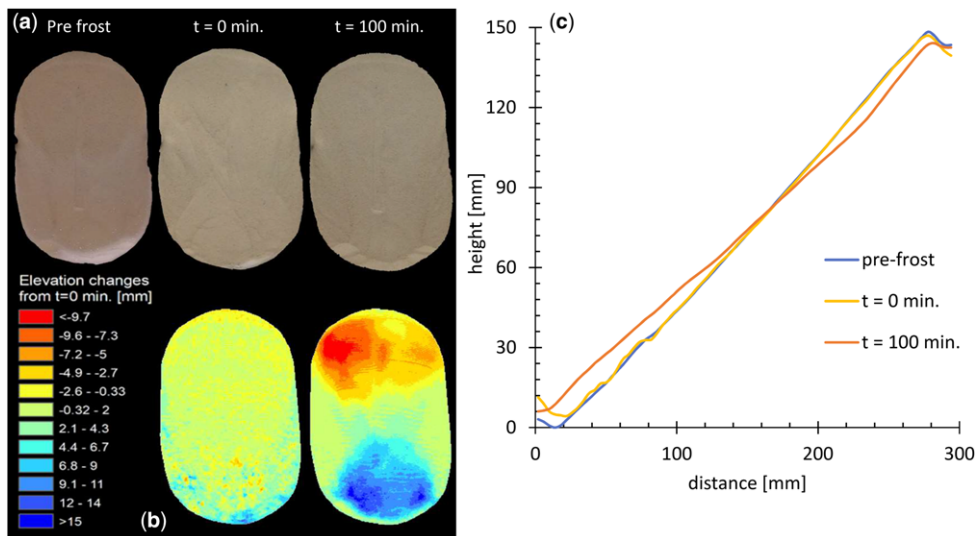 (a) Pre frost t = 0 min. t = 100 min.
Elevation changes
from t=0 min. [mm]
<-9.7
-9.6 - -7.3
-7.2 - -5
-4.9 - -2.7
-2.6 - -0.33
-0.32 - 2
2.1 - 4.3
4.4 - 6.7
6.8 - 9
9.1 - 11
12 - 14
>15
(b)
(c)
150
120
90
60
30
0
height [mm]
0 100 200 300
distance [mm]
pre-frost
t = 0 min.
t = 100 min.